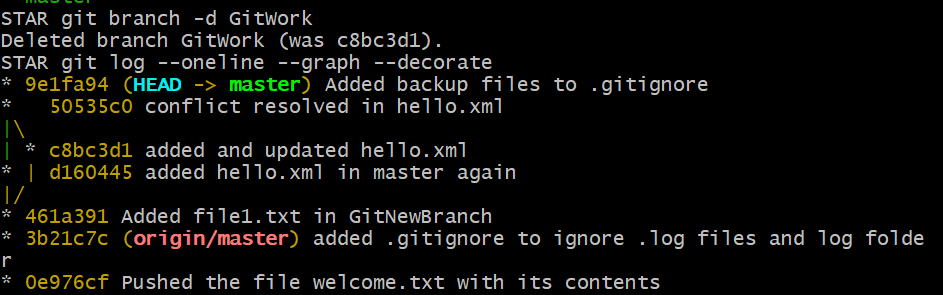 master
STAR git branch -d GitWork
Deleted branch GitWork (was c8bc3d1).
STAR git log --oneline --graph --decorate
* 9e1fa94 (HEAD -> master) Added backup files to .gitignore
*   50535c0 conflict resolved in hello.xml
|\
| * c8bc3d1 added and updated hello.xml
* | d160445 added hello.xml in master again
|/
* 461a391 Added file1.txt in GitNewBranch
* 3b21c7c (origin/master) added .gitignore to ignore .log files and log folde
r
* 0e976cf Pushed the file welcome.txt with its contents